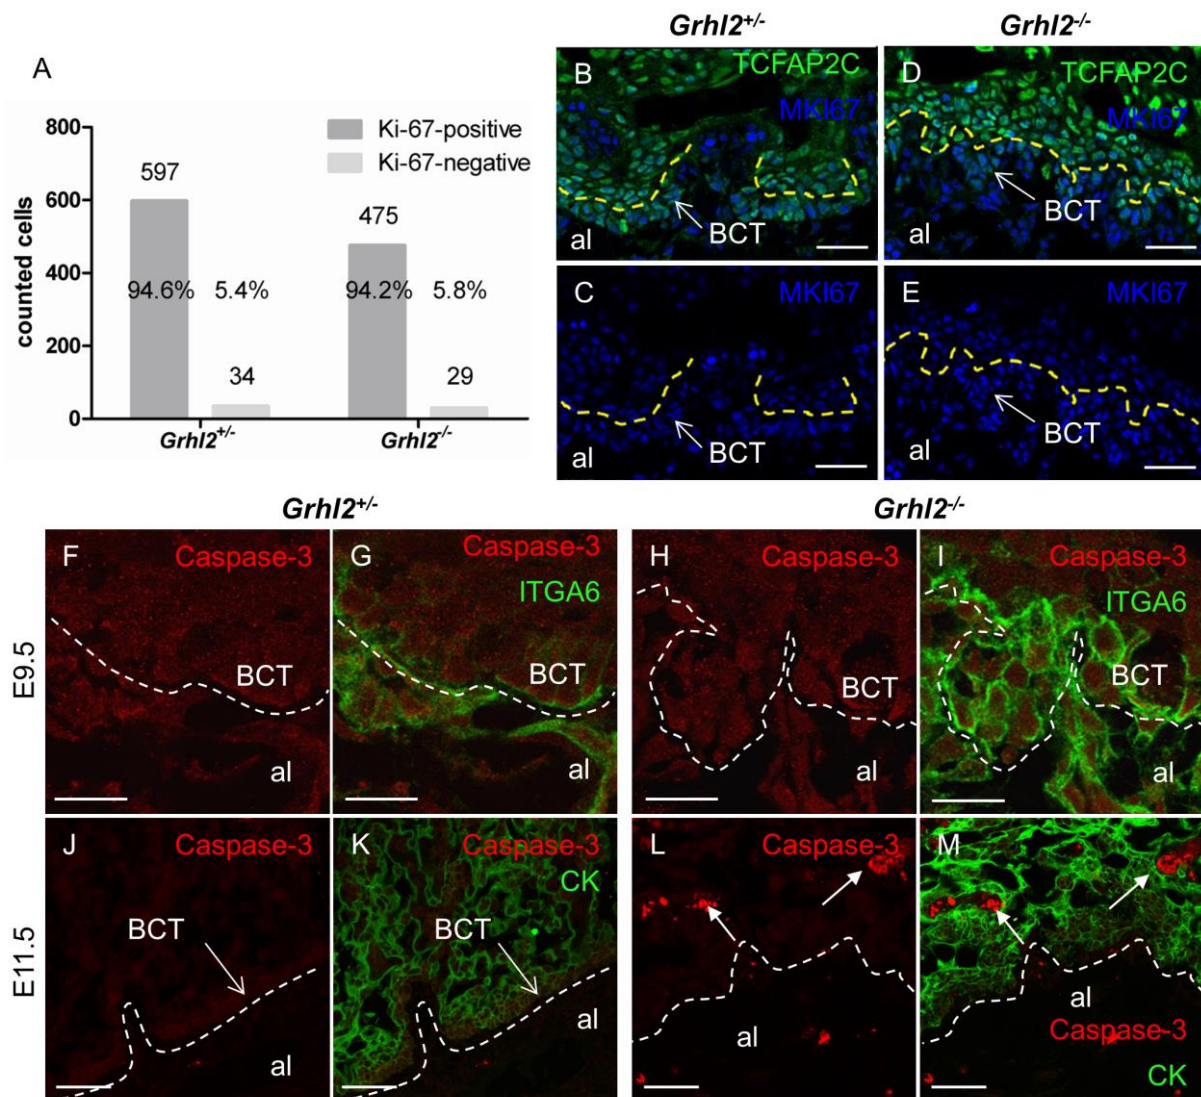 Grhl2+/-
Grhl2-/-
A
800
600
400
200
0
counted cells
Ki-67-positive
Ki-67-negative
597
94.6%
5.4%
34
475
94.2%
5.8%
29
Grhl2+/-
Grhl2-/-
B
TCFAP2C
MKI67
BCT
al
D
TCFAP2C
MKI67
BCT
al
C
MKI67
BCT
al
E
MKI67
BCT
al
Grhl2+/-
Grhl2-/-
E9.5
F
Caspase-3
BCT
al
G
Caspase-3
ITGA6
BCT
al
H
Caspase-3
BCT
al
I
Caspase-3
ITGA6
BCT
al
E11.5
J
Caspase-3
BCT
al
K
Caspase-3
CK
BCT
al
L
Caspase-3
al
M
al
Caspase-3
CK